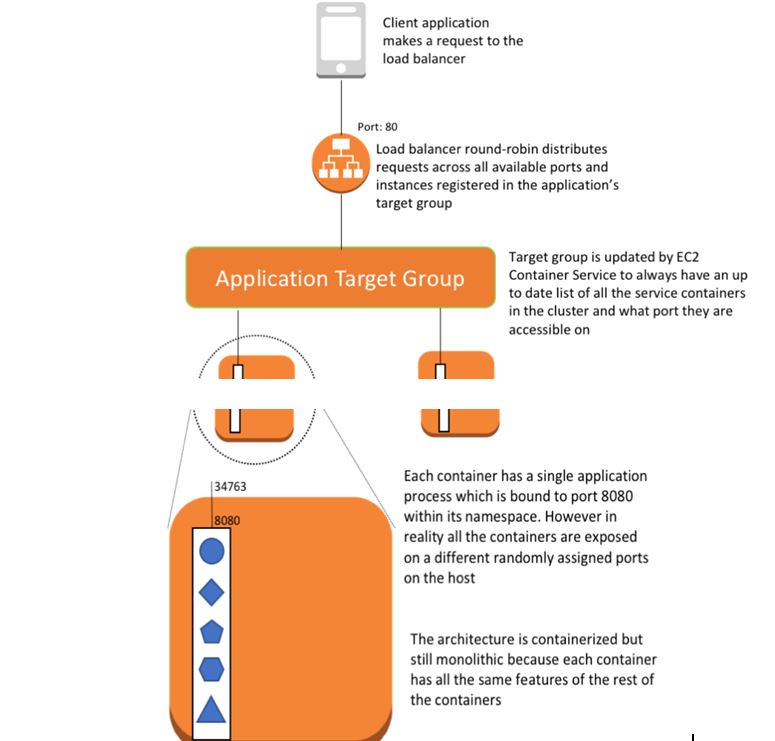 Client application
makes a request to the
load balancer
Port: 80
Load balancer round-robin distributes
requests across all available ports and
instances registered in the application's
target group
Application Target Group
Target group is updated by EC2
Container Service to always have an up
to date list of all the service containers
in the cluster and what port they are
accessible on
34763
8080
Each container has a single application
process which is bound to port 8080
within its namespace. However in
reality all the containers are exposed
on a different randomly assigned ports
on the host
The architecture is containerized but
still monolithic because each container
has all the same features of the rest of
the containers